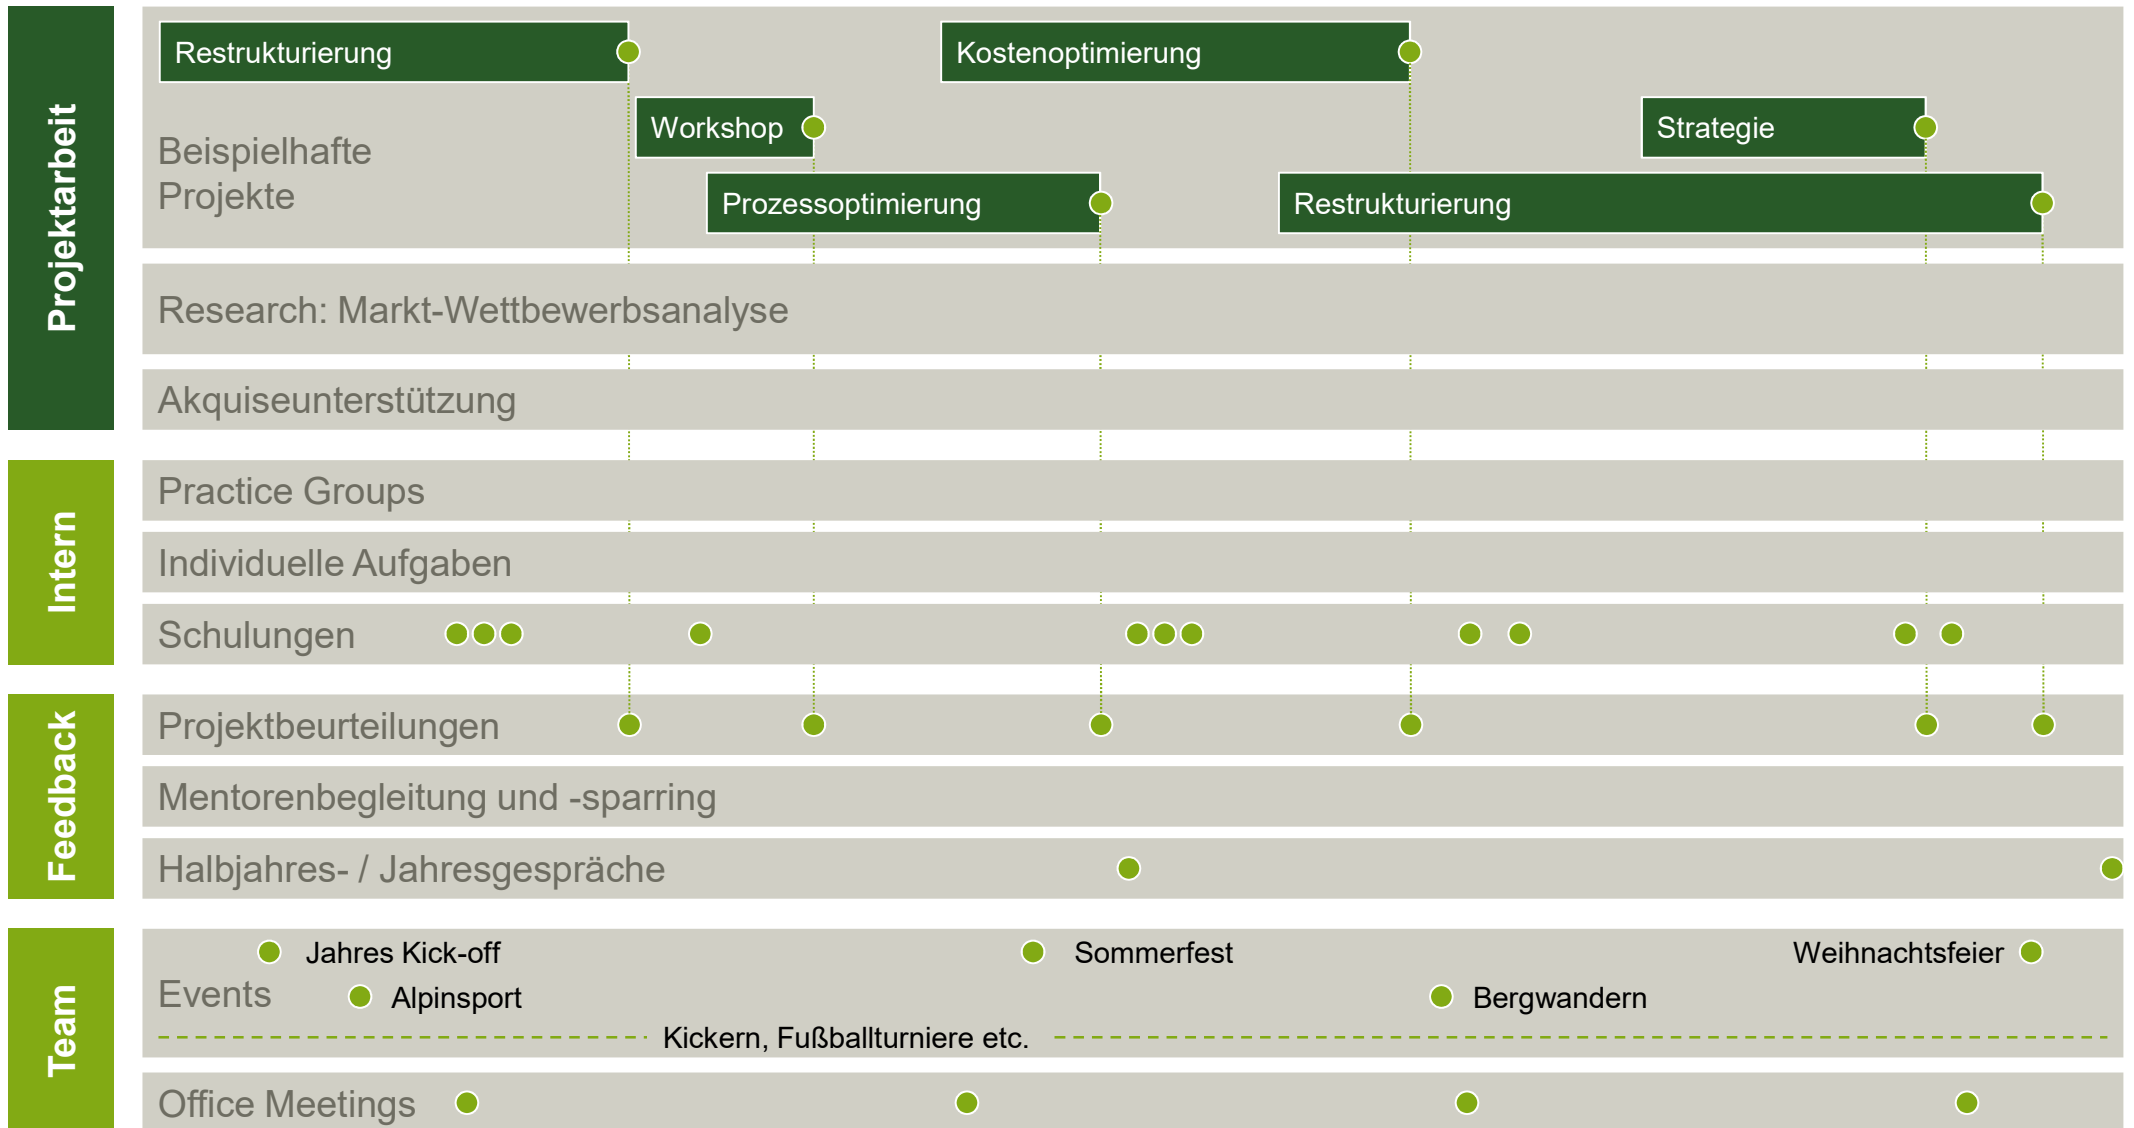 Projektarbeit
Restrukturierung
Kostenoptimierung
Workshop
Strategie
Beispielhafte
Projekte
Prozessoptimierung
Restrukturierung
Research: Markt-Wettbewerbsanalyse
Akquiseunterstützung
Intern
Practice Groups
Individuelle Aufgaben
Schulungen
Feedback
Projektbeurteilungen
Mentorenbegleitung und -sparring
Halbjahres- / Jahresgespräche
Team
Jahres Kick-off
Sommerfest
Weihnachtsfeier
Events
Alpinsport
Bergwandern
Kickern, Fußballturniere etc.
Office Meetings